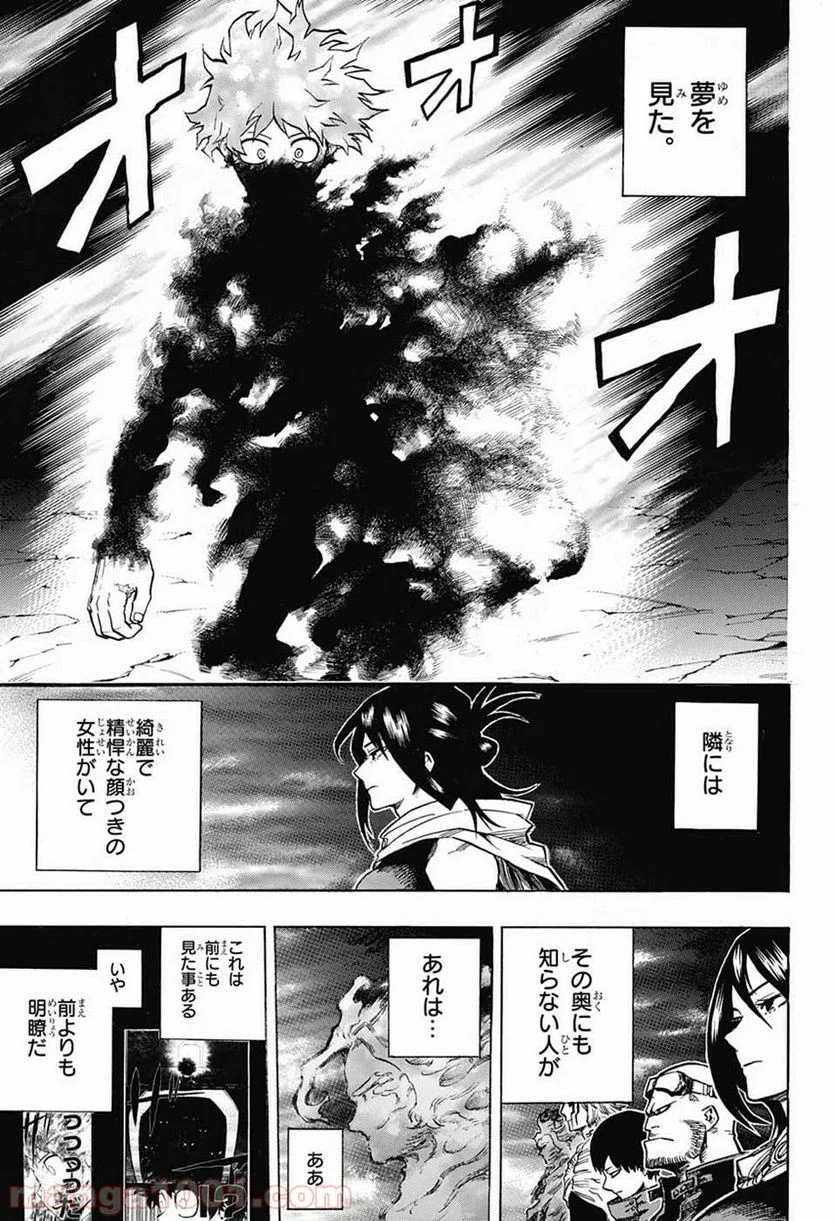 夢を
見た。
オ
オ
オ
オ
隣には
綺麗で
精悍な顔つきの
女性がいて
その奥にも
知らない人が
あれは…
ああ
これは
前にも
見た事ある
いや
前よりも
明瞭だ